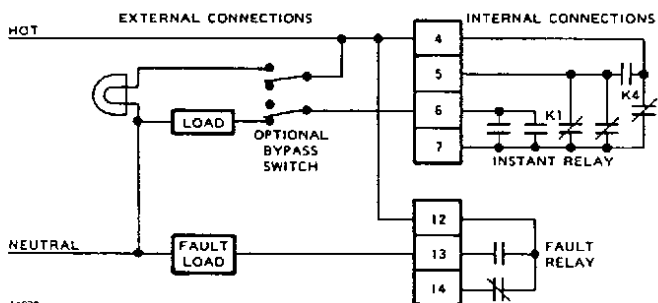 EXTERNAL CONNECTIONS
INTERNAL CONNECTIONS
HOT
4
5
K4
6
K1
LOAD
OPTIONAL
BYPASS
SWITCH
7
INSTANT RELAY
12
NEUTRAL
FAULT
LOAD
13
FAULT
RELAY
14